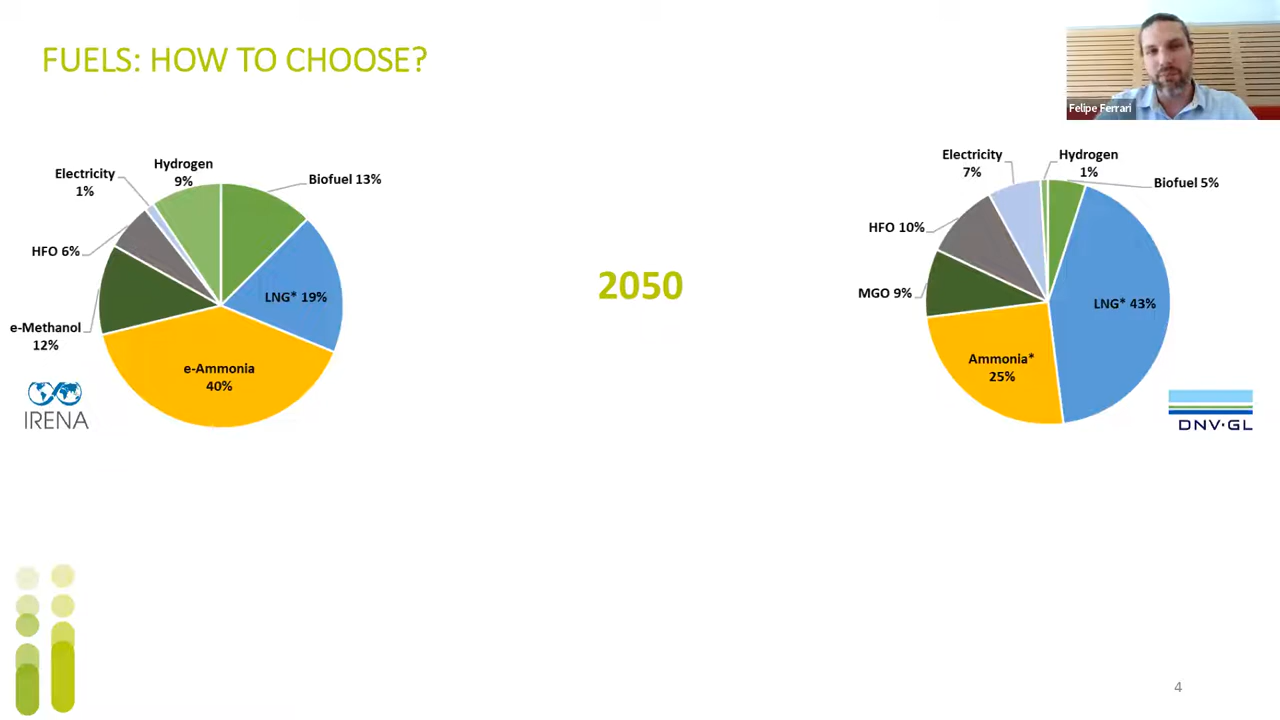 FUELS: HOW TO CHOOSE?
Felipe Ferrari
Electricity
1%
Hydrogen
9%
Biofuel 13%
HFO 6%
LNG* 19%
e-Methanol
12%
e-Ammonia
40%
IRENA
2050
Electricity
7%
Hydrogen
1%
Biofuel 5%
HFO 10%
MGO 9%
LNG* 43%
Ammonia*
25%
DNV·GL
4